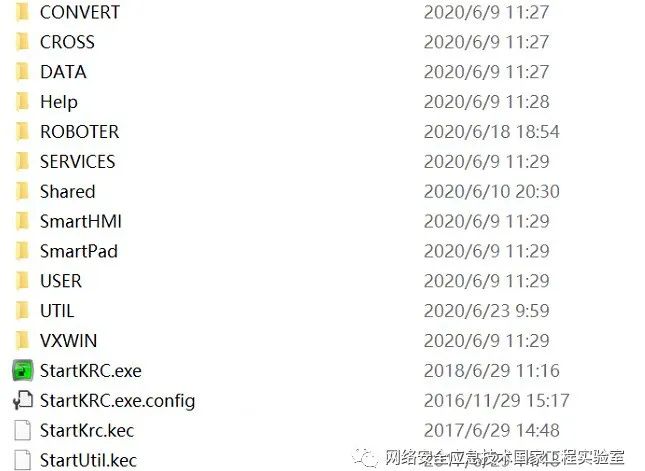 CONVERT 2020/6/9 11:27
CROSS 2020/6/9 11:27
DATA 2020/6/9 11:27
Help 2020/6/9 11:28
ROBOTER 2020/6/18 18:54
SERVICES 2020/6/9 11:29
Shared 2020/6/10 20:30
SmartHMI 2020/6/9 11:29
SmartPad 2020/6/9 11:29
USER 2020/6/9 11:29
UTIL 2020/6/23 9:59
VXWIN 2020/6/9 11:29
StartKRC.exe 2018/6/29 11:16
StartKRC.exe.config 2016/11/29 15:17
StartKrc.kec 2017/6/29 14:48
StartUtil.kec
网络安全应急技术国家工程实验室